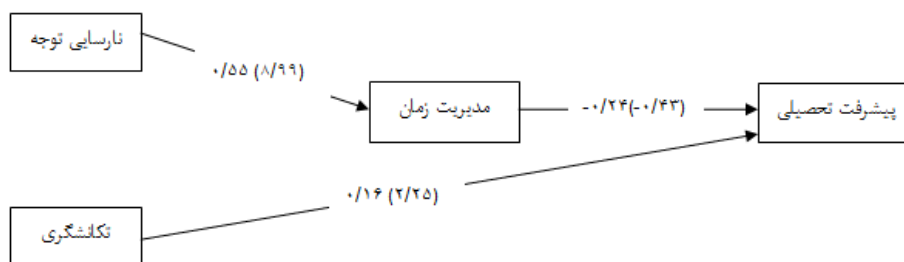 نارسایی توجه
۰/۵۵ (۸/۹۹)
مدیریت زمان
-۰/۲۴(-۰/۴۳)
پیشرفت تحصیلی
۰/۱۶ (۲/۲۵)
تکانشگری